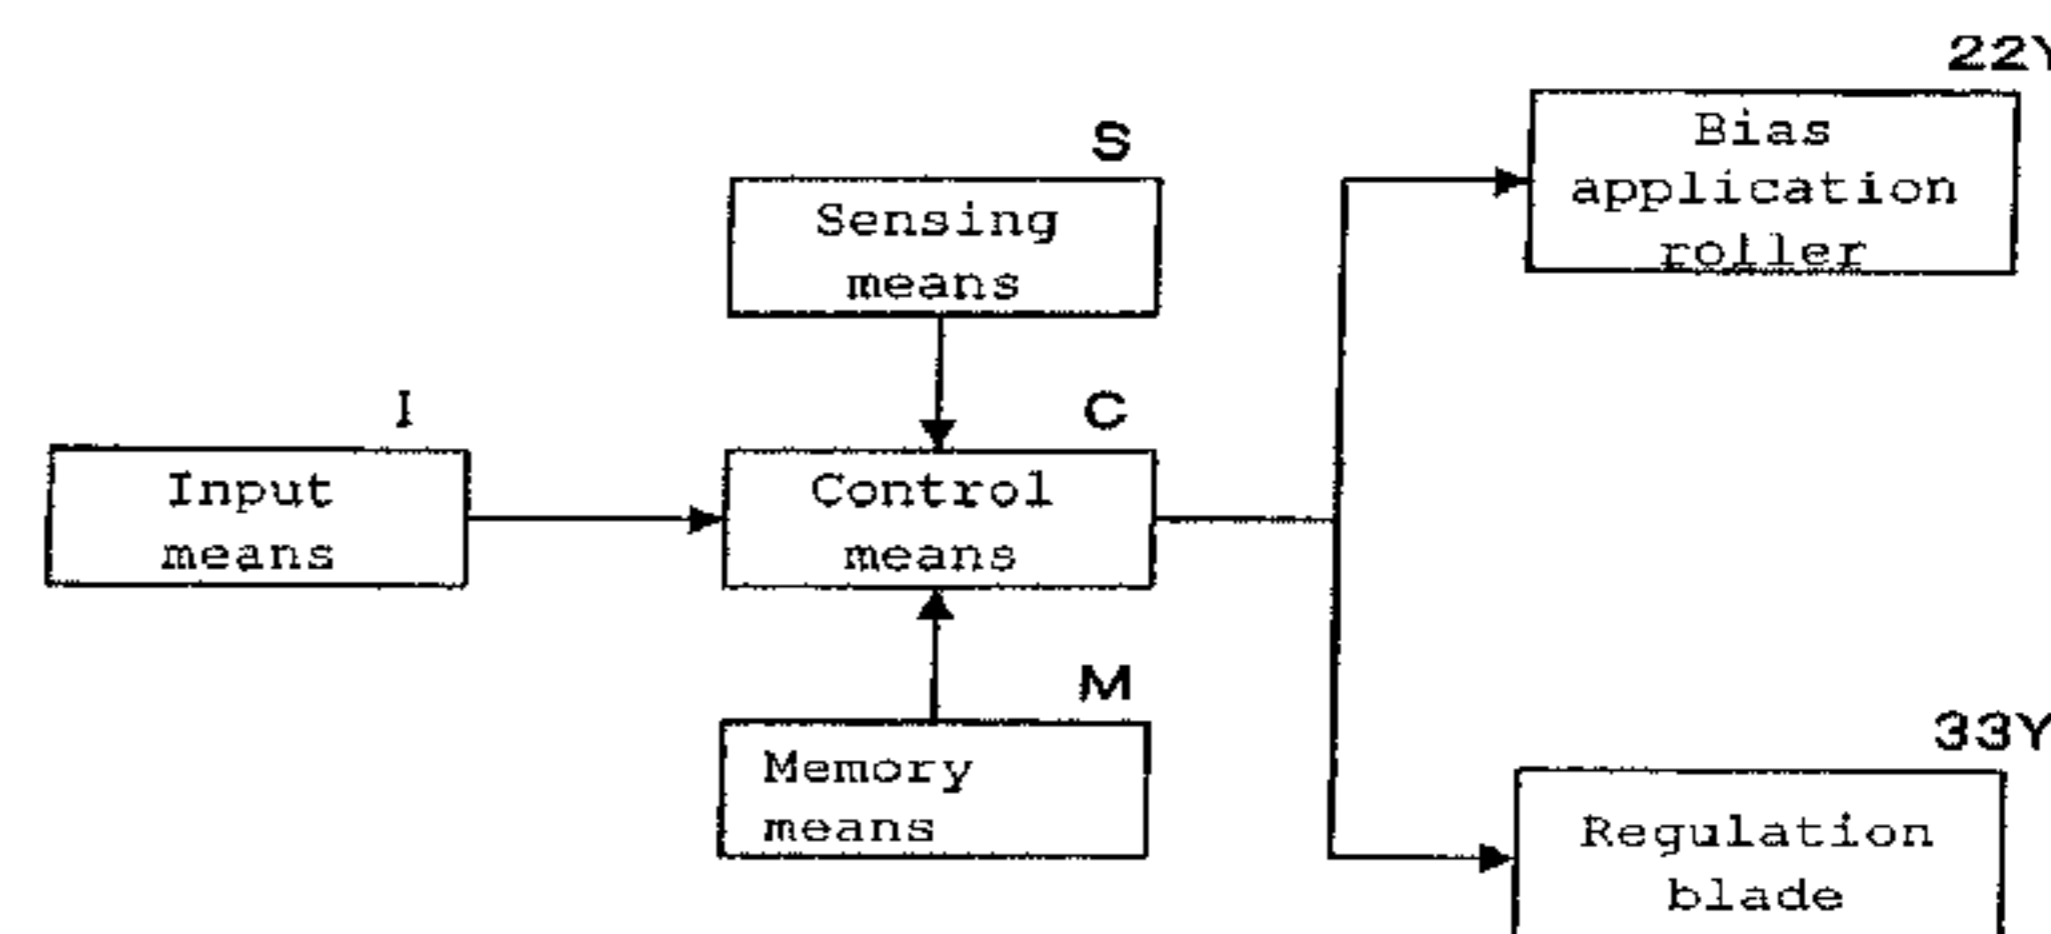 22Y
Bias
application
roller
S
Sensing
means
I
Input
means
C
Control
means
M
Memory
means
33Y
Regulation
blade